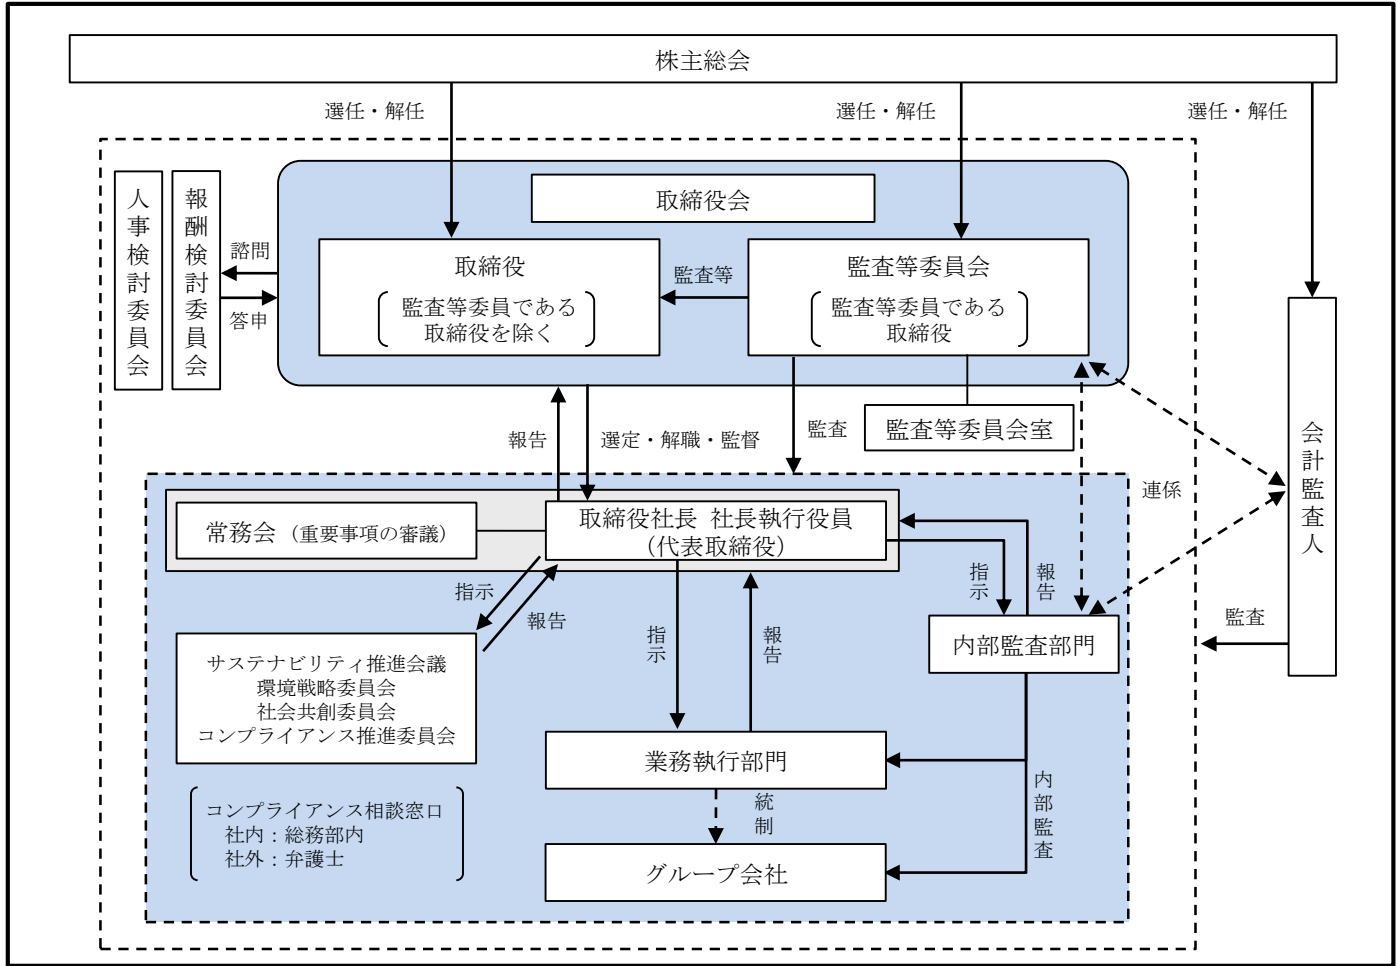 株主総会
選任・解任
選任・解任
選任・解任
人事検討委員会
報酬検討委員会
諮問
答申
取締役会
取締役
監査等委員である
取締役を除く
監査等
監査等委員会
監査等委員である
取締役
監査等委員会室
報告
選定・解職・監督
監査
連係
会計監査人
監査
常務会（重要事項の審議）
取締役社長 社長執行役員
（代表取締役）
指示
報告
指示
報告
指示
報告
内部監査部門
サステナビリティ推進会議
環境戦略委員会
社会共創委員会
コンプライアンス推進委員会
業務執行部門
統制
内部監査
コンプライアンス相談窓口
社内：総務部内
社外：弁護士
グループ会社